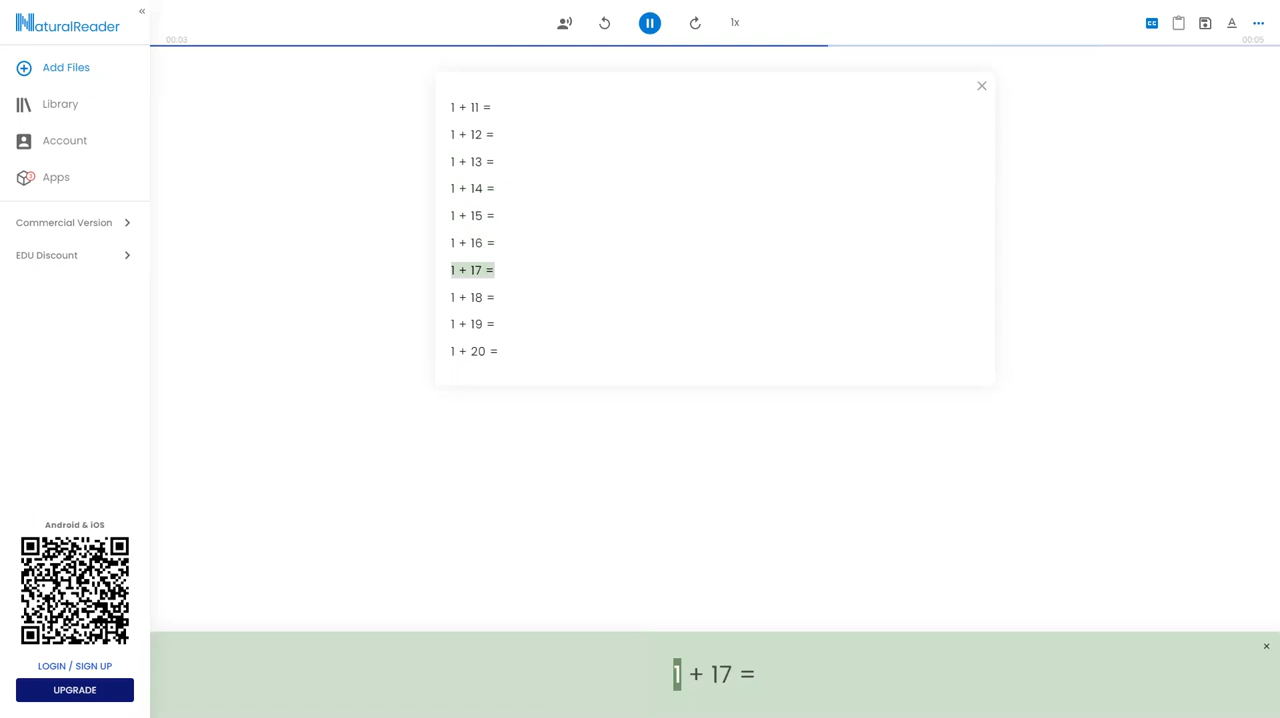 «
NaturalReader
1x
CC
A
00:03
00:05
Add Files
Library
Account
3
Apps
Commercial Version
EDU Discount
1 + 11 =
1 + 12 =
1 + 13 =
1 + 14 =
1 + 15 =
1 + 16 =
1 + 17 =
1 + 18 =
1 + 19 =
1 + 20 =
Android & iOS
LOGIN / SIGN UP
UPGRADE
1 + 17 =